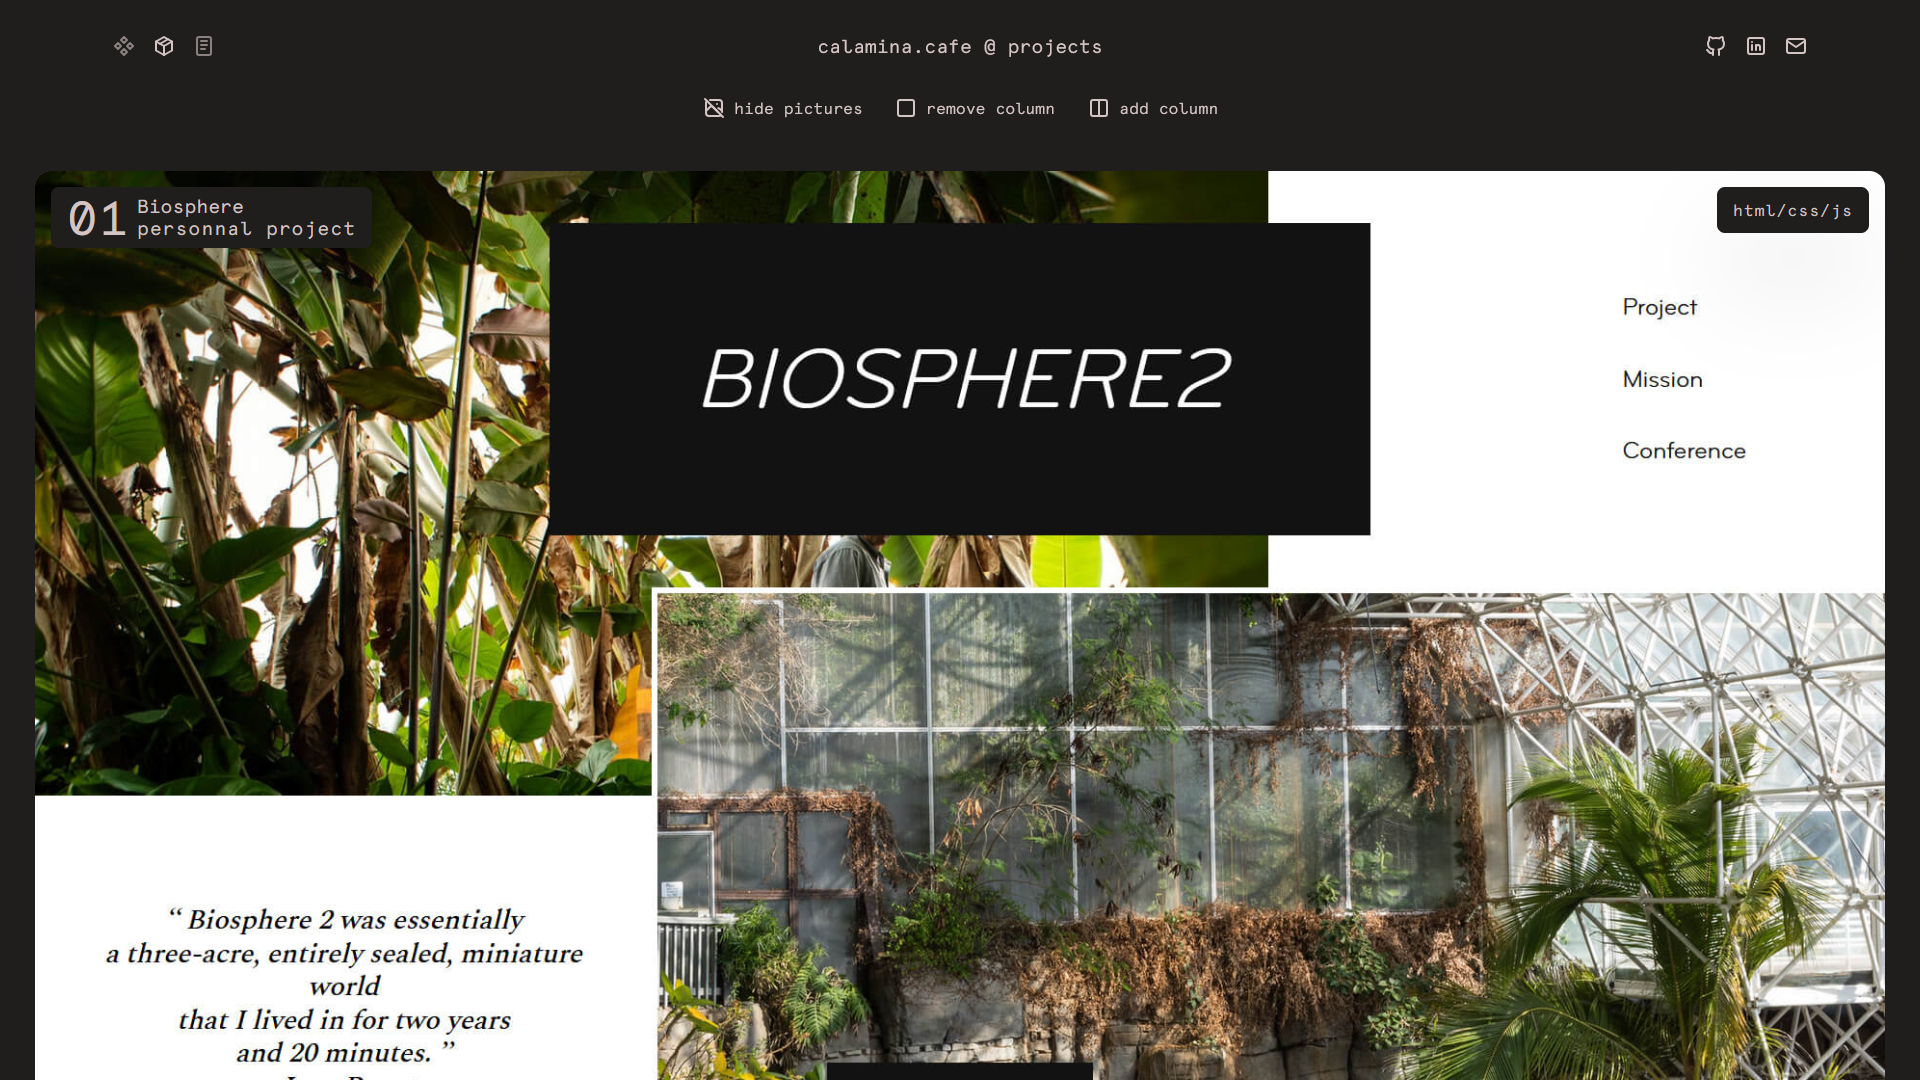 calamina.cafe @ projects
hide pictures
remove column
add column
01
Biosphere
personnal project
html/css/js
BIOSPHERE2
Project
Mission
Conference
“ Biosphere 2 was essentially
a three-acre, entirely sealed, miniature
world
that I lived in for two years
and 20 minutes. ”